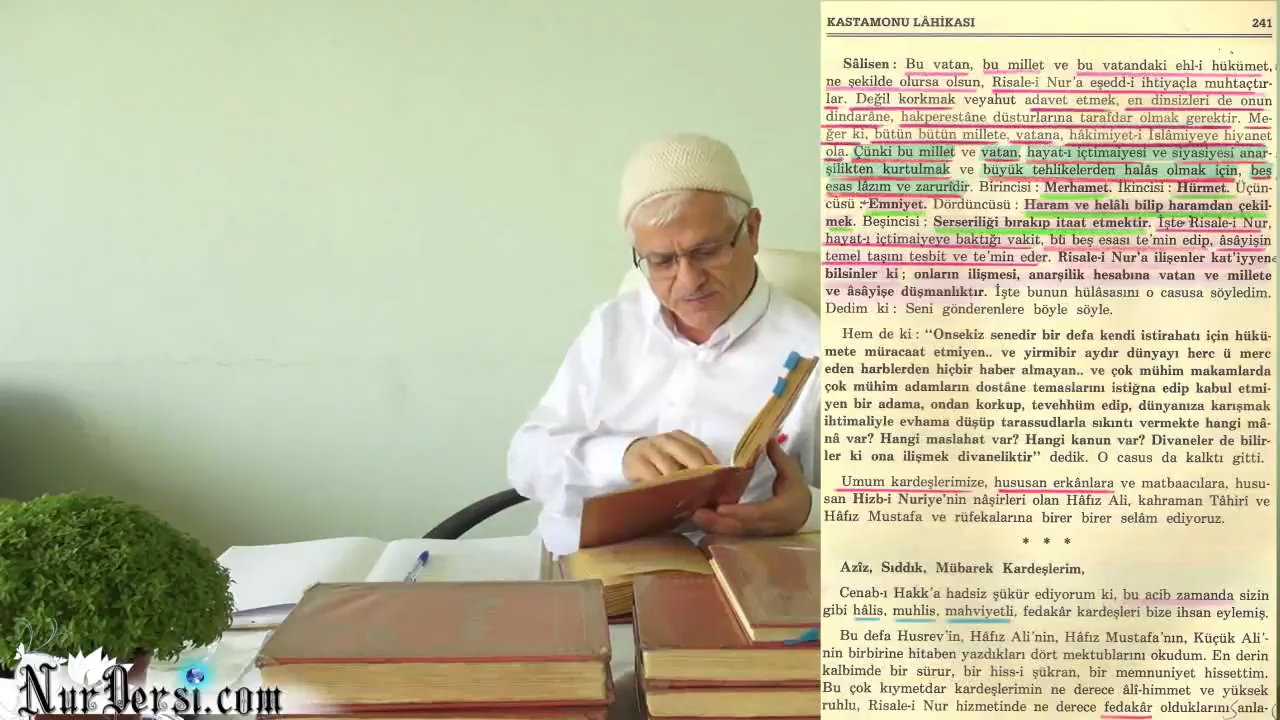 KASTAMONU LÂHİKASI 241
Sâlisen : Bu vatan, bu millet ve bu vatandaki ehl-i hükümet,
ne şekilde olursa olsun, Risale-i Nur'a eşedd-i ihtiyaçla muhtaçtır-
lar. Değil korkmak veyahut adavet etmek, en dinsizleri de onun
dindarâne, hakperestâne düsturlarına tarafdar olmak gerektir. Me-
ğer ki, bütün bütün millete, vatana, hâkimiyet-i İslâmiyeye hiyanet
ola. Çünki bu millet ve vatan, hayat-ı içtimaiyesi ve siyasiyesi anar-
şilikten kurtulmak ve büyük tehlikelerden halâs olmak için, beş
esas lâzım ve zarurîdir. Birincisi : Merhamet. İkincisi : Hürmet. Üçün-
cüsü : Emniyet. Dördüncüsü : Haram ve helâli bilip haramdan çekil-
mek. Beşincisi : Serseriliği bırakıp itaat etmektir. İşte Risale-i Nur,
hayat-ı içtimaiyeye baktığı vakit, bu beş esası te'min edip, âsâyişin
temel taşını tesbit ve te'min eder. Risale-i Nur'a ilişenler kat'iyyen
bilsinler ki ; onların ilişmesi, anarşilik hesabına vatan ve millete
ve âsâyişe düşmanlıktır. İşte bunun hülâsasını o casusa söyledim.
Dedim ki : Seni gönderenlere böyle söyle.
Hem de ki : “Onsekiz senedir bir defa kendi istirahatı için hükü-
mete müracaat etmiyen.. ve yirmibir aydır dünyayı herc ü merc
eden harblerden hiçbir haber almayan.. ve çok mühim makamlarda
çok mühim adamların dostâne temaslarını istiğna edip kabul etmi-
yen bir adama, ondan korkup, tevehhüm edip, dünyanıza karışmak
ihtimaliyle evhama düşüp tarassudlarla sıkıntı vermekte hangi mâ-
nâ var? Hangi maslahat var? Hangi kanun var? Divaneler de bilir-
ler ki ona ilişmek divaneliktir” dedik. O casus da kalktı gitti.
Umum kardeşlerimize, hususan erkânlara ve matbaacılara, husu-
san Hizb-i Nuriye'nin nâşirleri olan Hâfız Ali, kahraman Tâhirî ve
Hâfız Mustafa ve rüfekalarına birer birer selâm ediyoruz.
* * *
Azîz, Sıddık, Mübarek Kardeşlerim,
Cenab-ı Hakk'a hadsiz şükür ediyorum ki, bu acib zamanda sizin
gibi hâlis, muhlis, mahviyetli, fedakâr kardeşleri bize ihsan eylemiş.
Bu defa Husrev'in, Hâfız Ali'nin, Hâfız Mustafa'nın, Küçük Ali'-
nin birbirine hitaben yazdıkları dört mektublarını okudum. En derin
kalbimde bir sürur, bir hiss-i şükran, bir memnuniyet hissettim.
Bu çok kıymetdar kardeşlerimin ne derece âlî-himmet ve yüksek
ruhlu, Risale-i Nur hizmetinde ne derece fedakâr olduklarını anla-
NurDersi.com